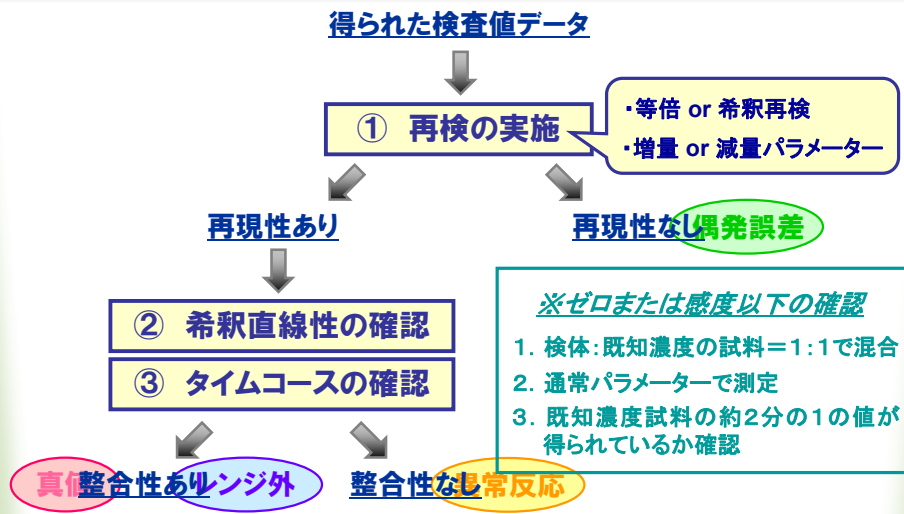 得られた検査値データ
① 再検の実施
・等倍 or 希釈再検
・増量 or 減量パラメーター
再現性あり
再現性なし
偶発誤差
② 希釈直線性の確認
③ タイムコースの確認
※ゼロまたは感度以下の確認
1. 検体:既知濃度の試料=1:1で混合
2. 通常パラメーターで測定
3. 既知濃度試料の約2分の1の値が
得られているか確認
整合性あり
ンジ外
整合性なし
常反応